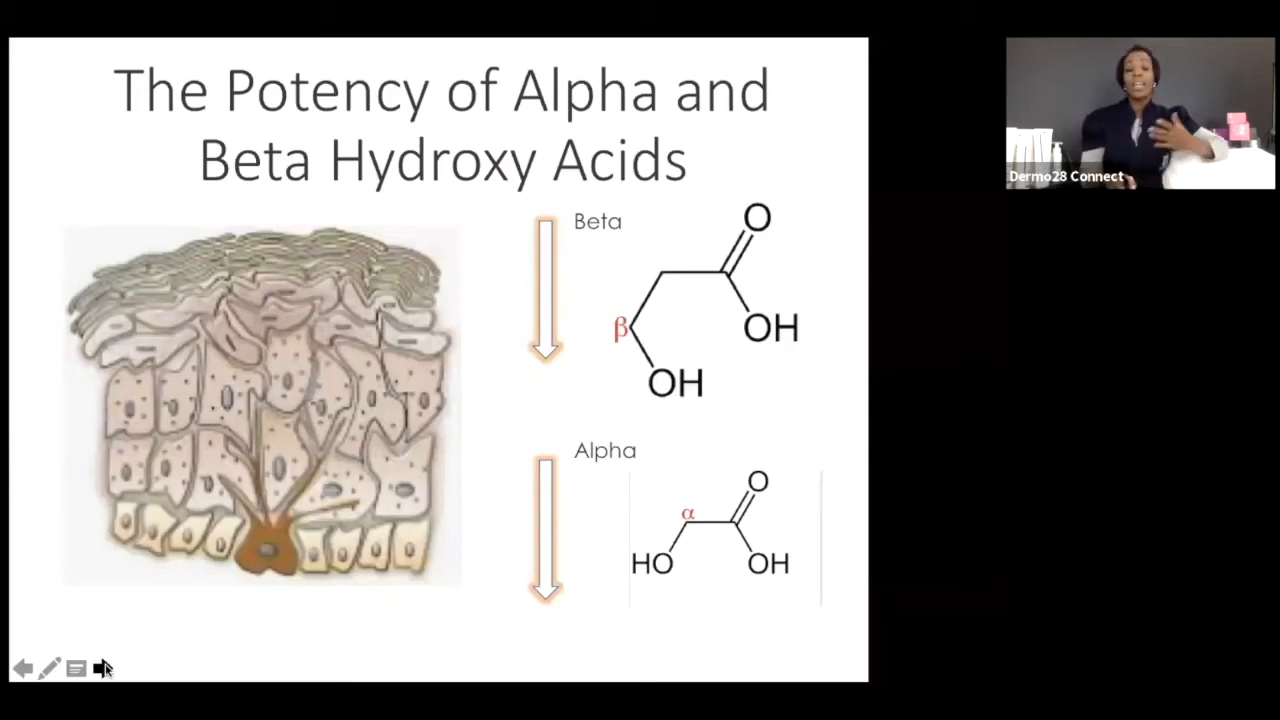 The Potency of Alpha and
Beta Hydroxy Acids
Beta
O
β
OH
OH
Alpha
O
α
HO
OH
Dermo28 Connect